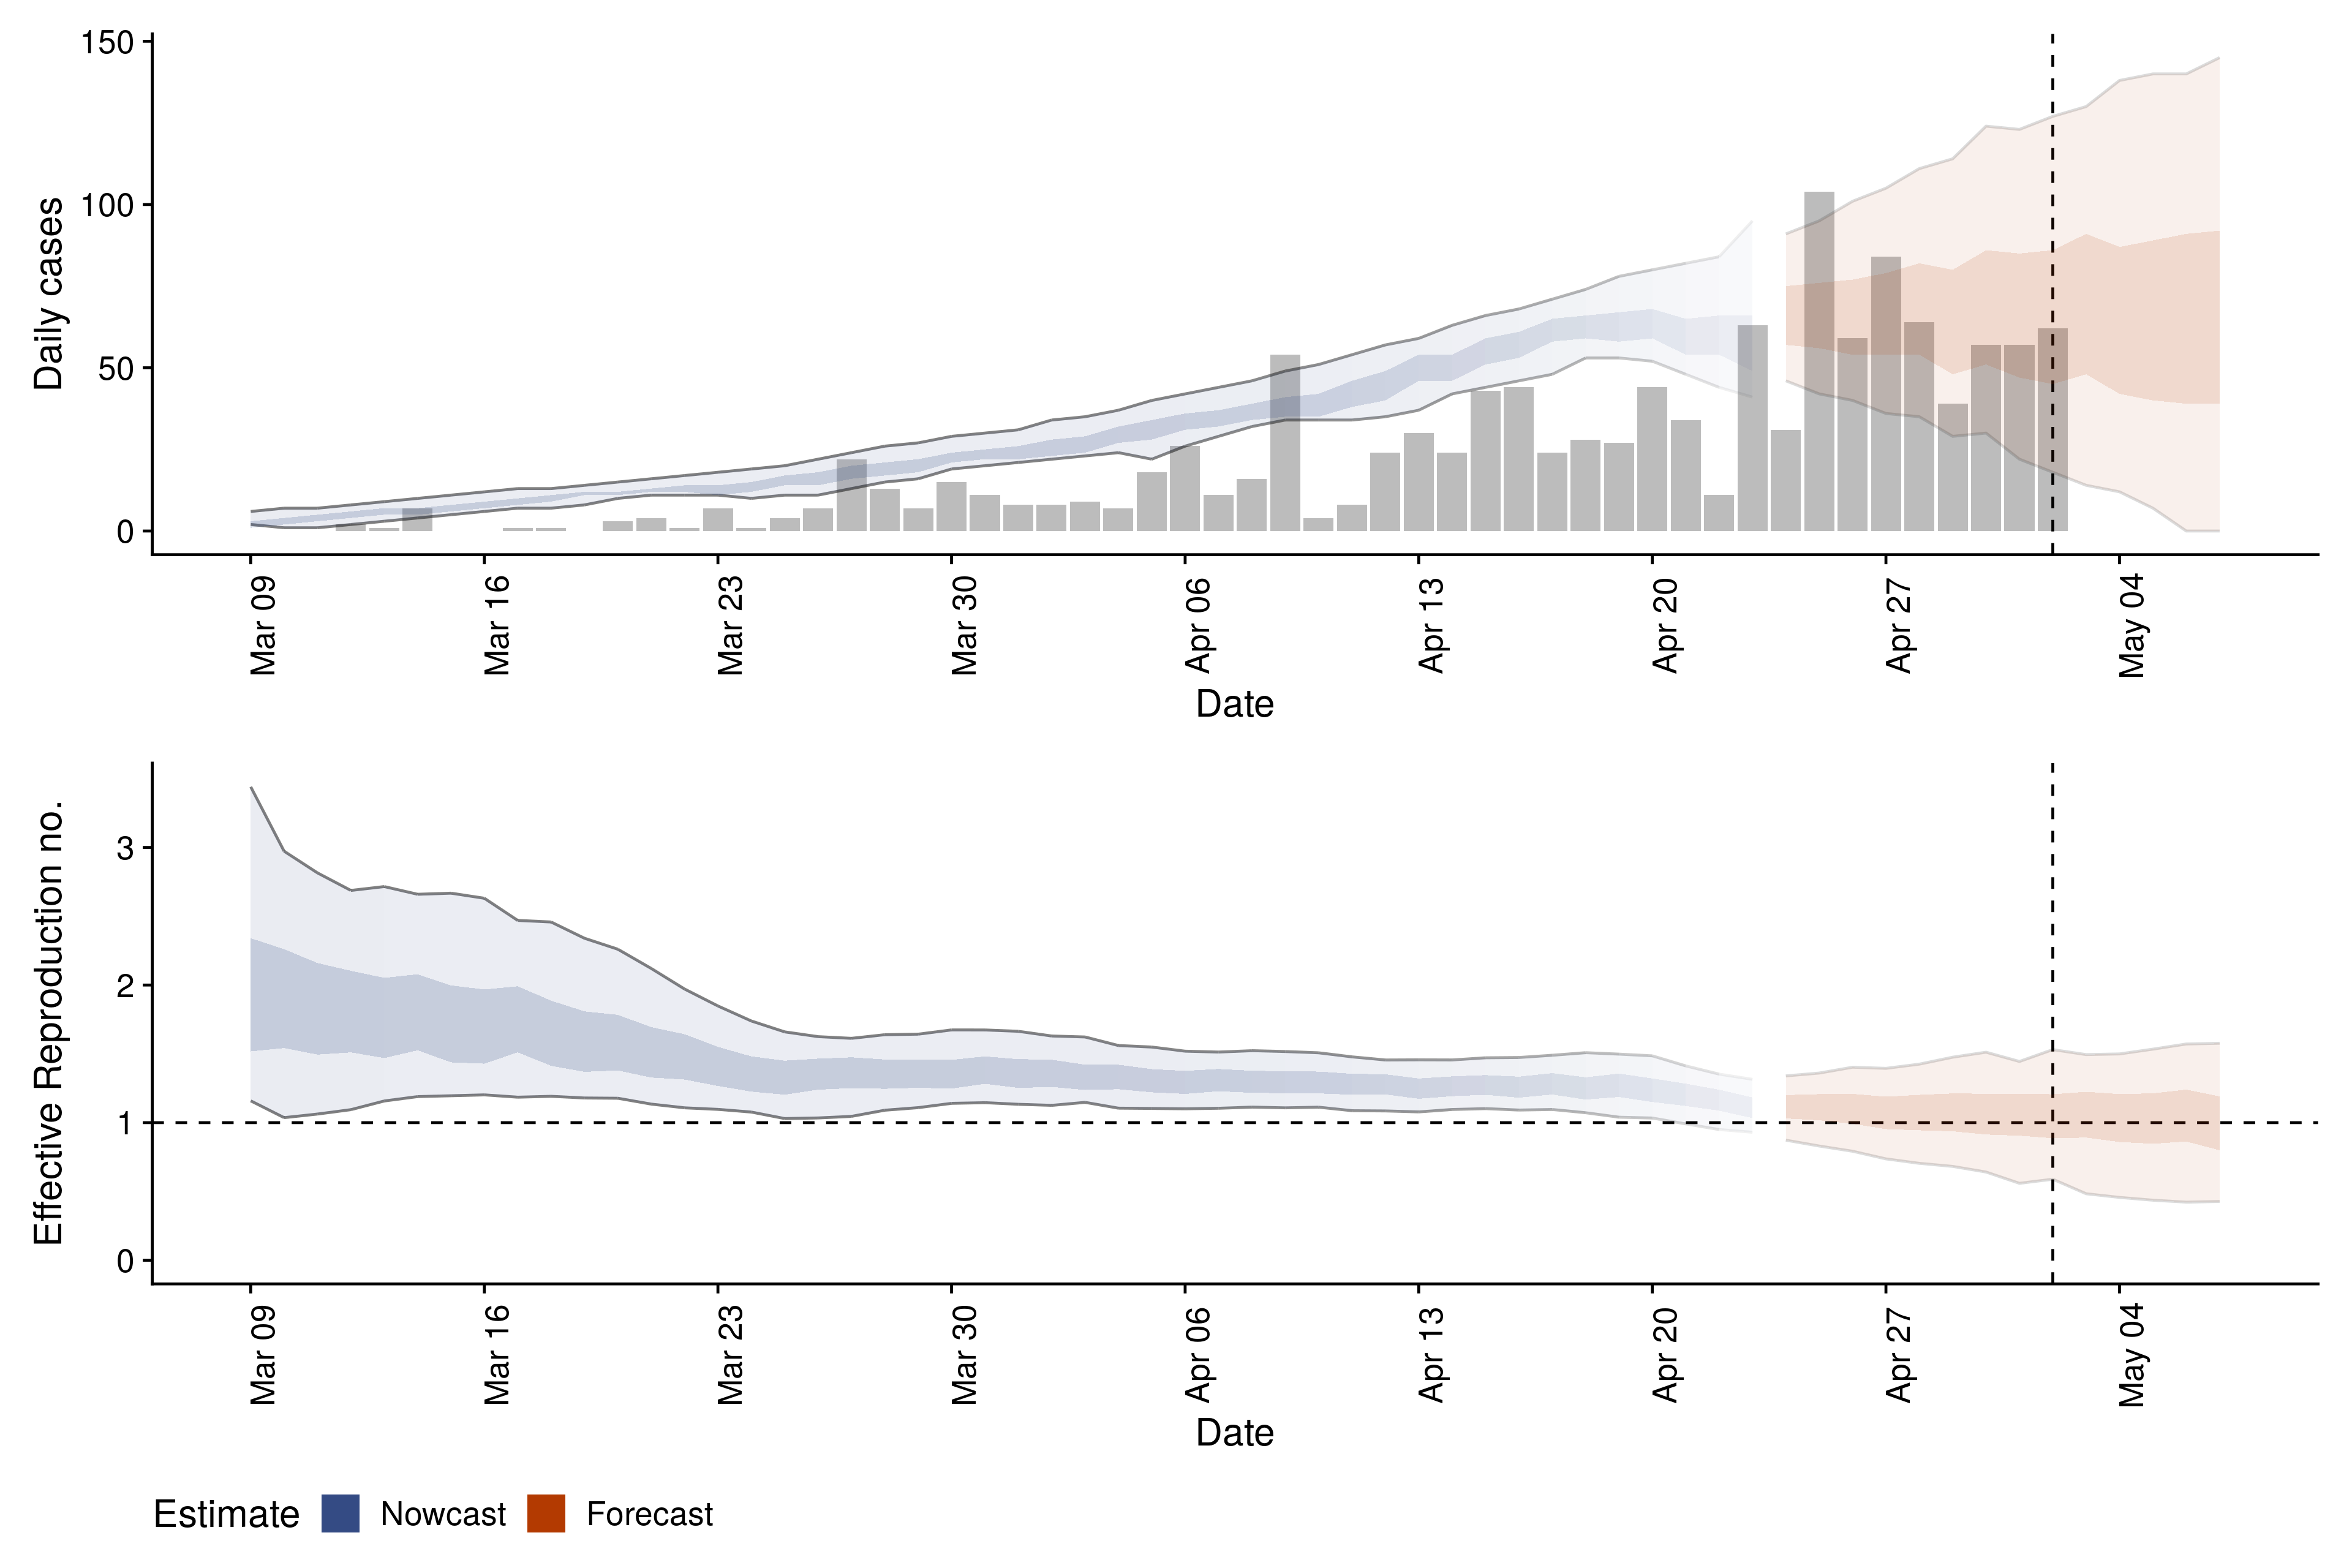 150
100
50
0
Daily cases
Mar 09
Mar 16
Mar 23
Mar 30
Apr 06
Apr 13
Apr 20
Apr 27
May 04
Date
3
2
1
0
Effective Reproduction no.
Mar 09
Mar 16
Mar 23
Mar 30
Apr 06
Apr 13
Apr 20
Apr 27
May 04
Date
Estimate Nowcast Forecast